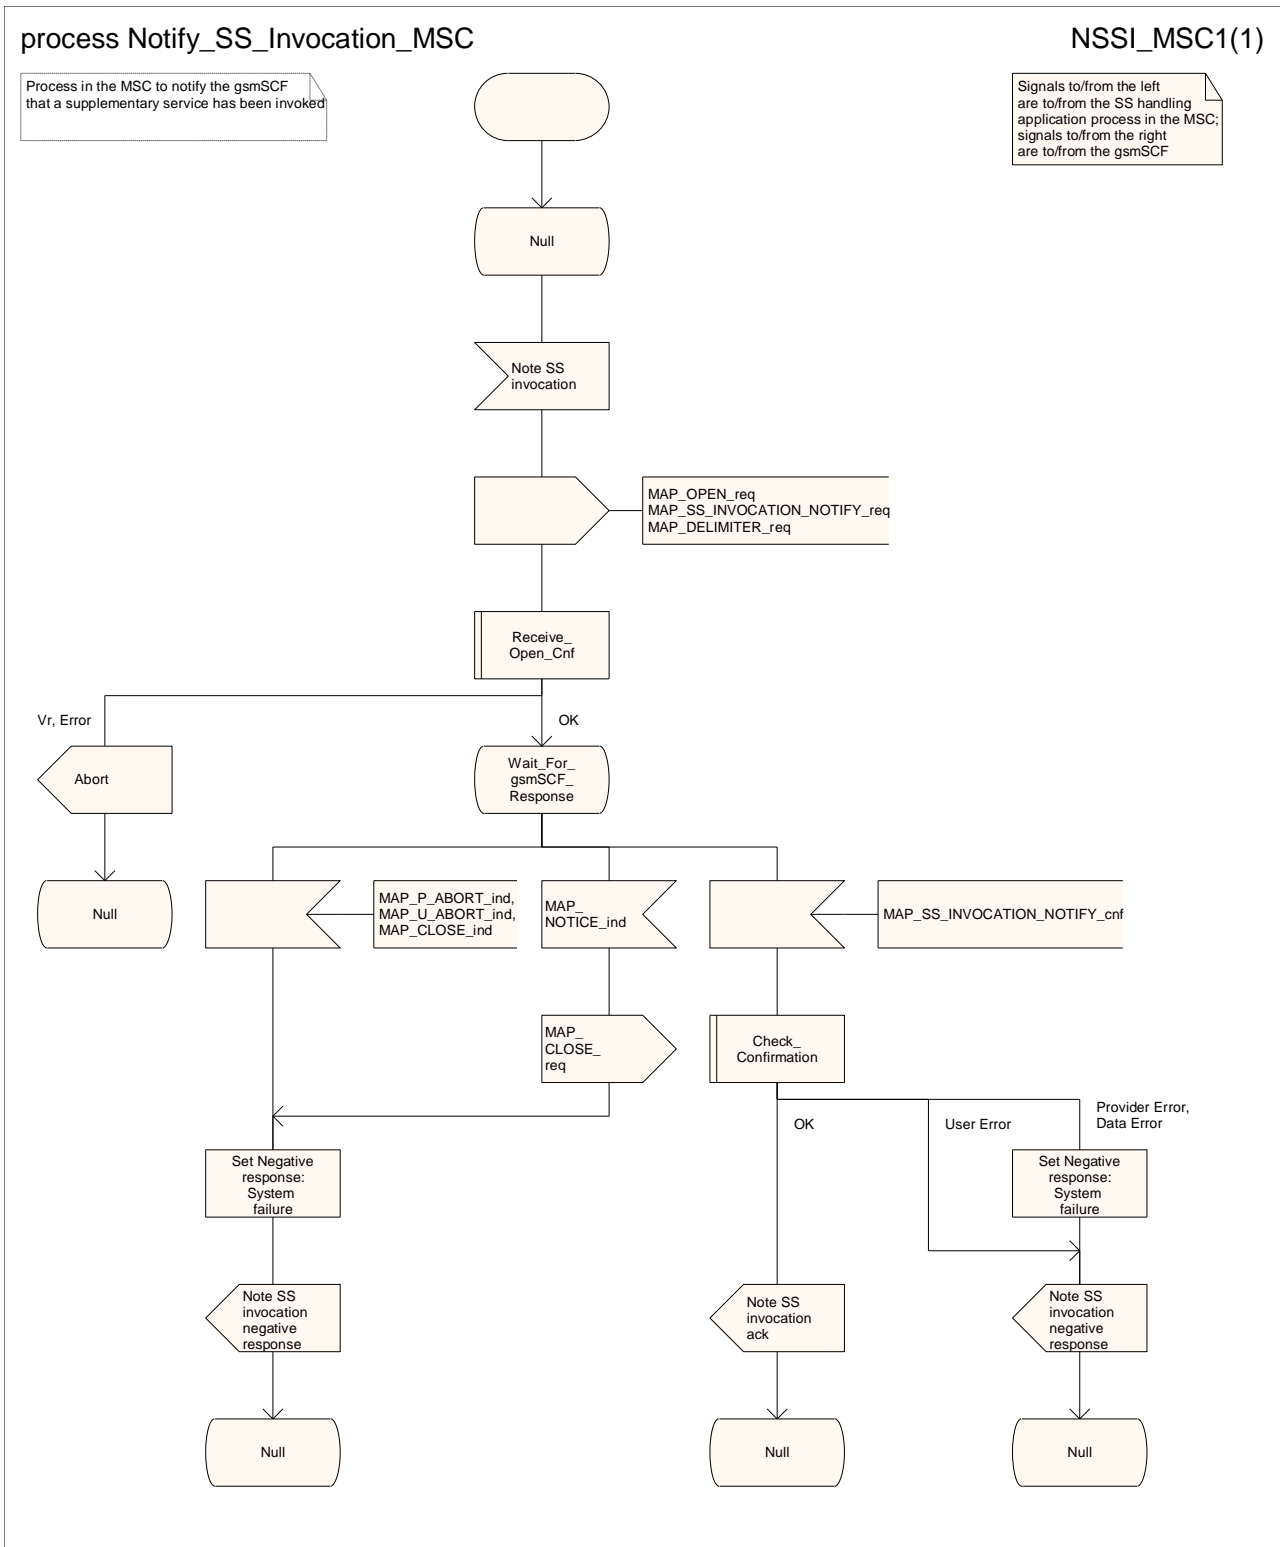 process Notify_SS_Invocation_MSC
NSSI_MSC1(1)
Process in the MSC to notify the gsmSCF
that a supplementary service has been invoked
Signals to/from the left
are to/from the SS handling
application process in the MSC;
signals to/from the right
are to/from the gsmSCF
Null
Note SS
invocation
MAP_OPEN_req
MAP_SS_INVOCATION_NOTIFY_req
MAP_DELIMITER_req
Receive_
Open_Cnf
Vr, Error
OK
Abort
Wait_For_
gsmSCF_
Response
Null
MAP_P_ABORT_ind,
MAP_U_ABORT_ind,
MAP_CLOSE_ind
MAP_
NOTICE_ind
MAP_SS_INVOCATION_NOTIFY_cnf
MAP_
CLOSE_
req
Check_
Confirmation
OK
User Error
Provider Error,
Data Error
Set Negative
response:
System
failure
Set Negative
response:
System
failure
Note SS
invocation
negative
response
Note SS
invocation
ack
Note SS
invocation
negative
response
Null
Null
Null